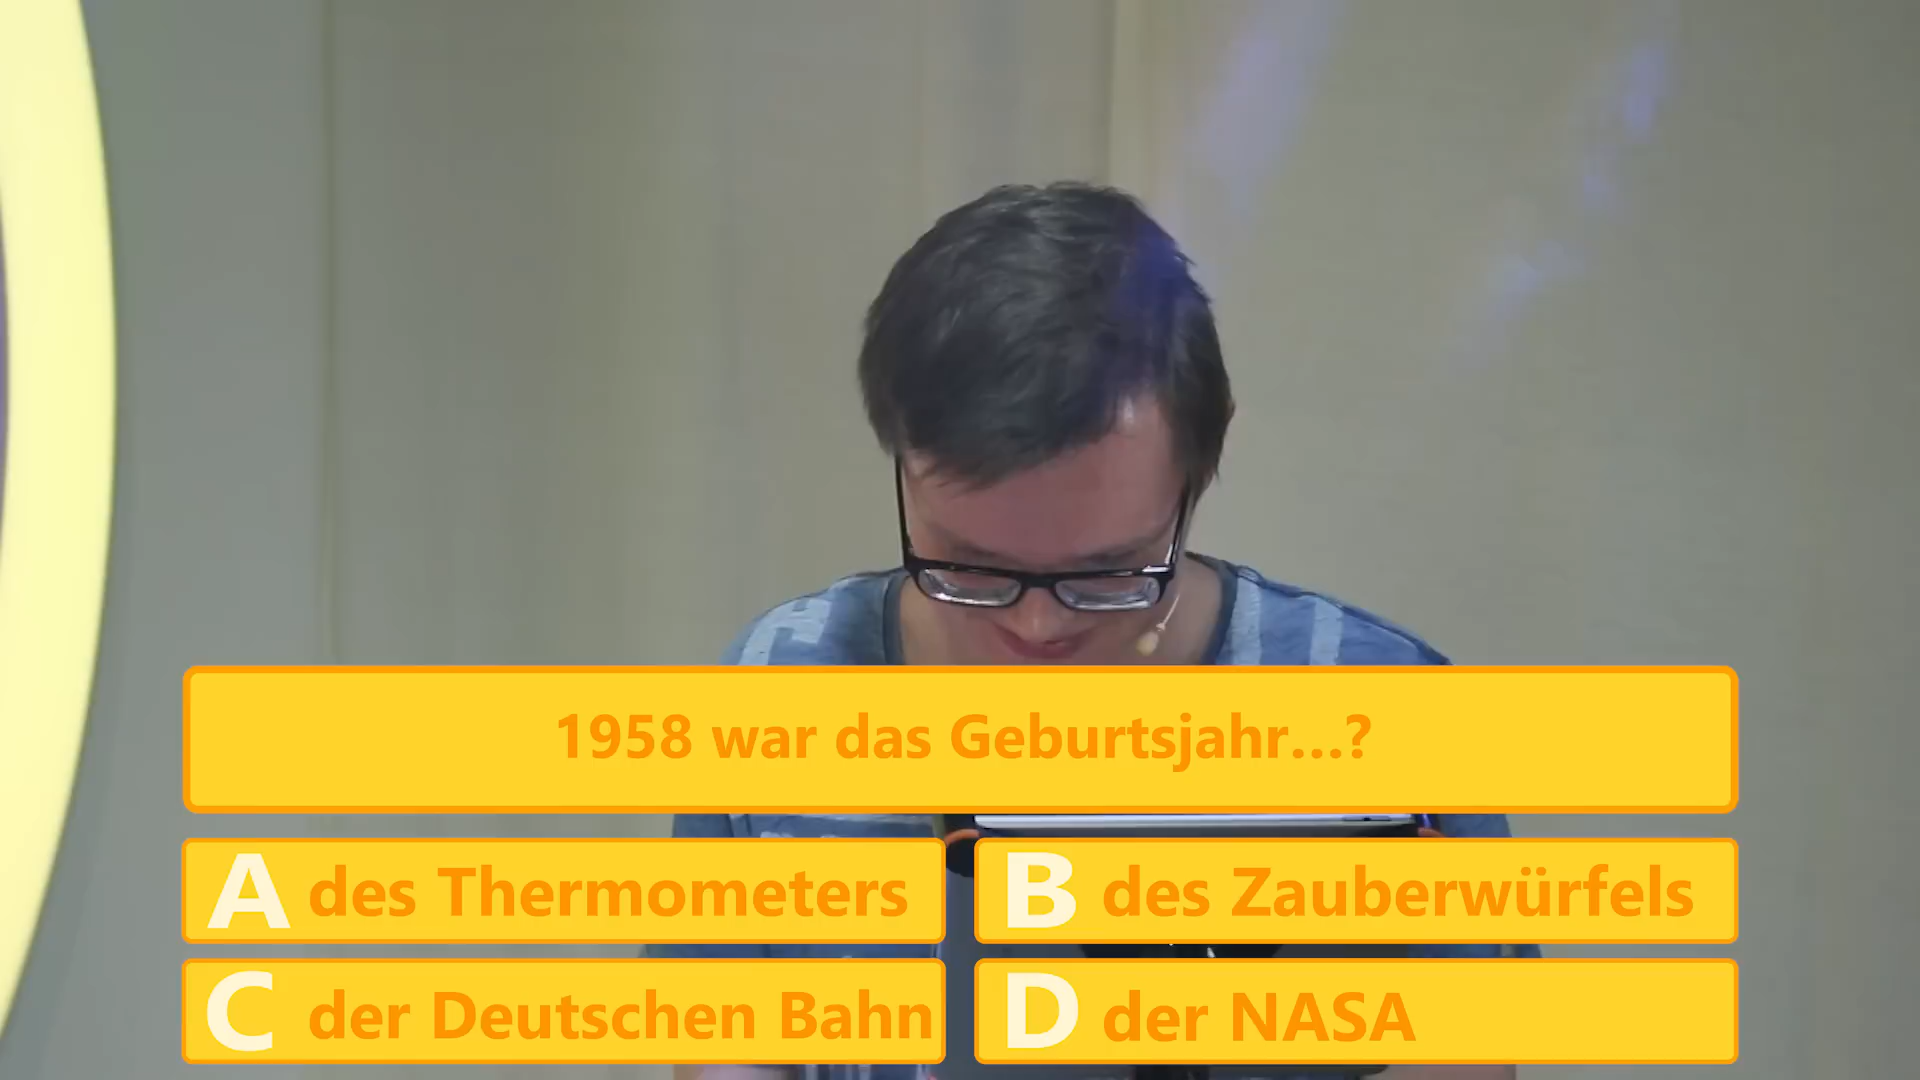 1958 war das Geburtsjahr...?
A des Thermometers
B des Zauberwürfels
C der Deutschen Bahn
D der NASA